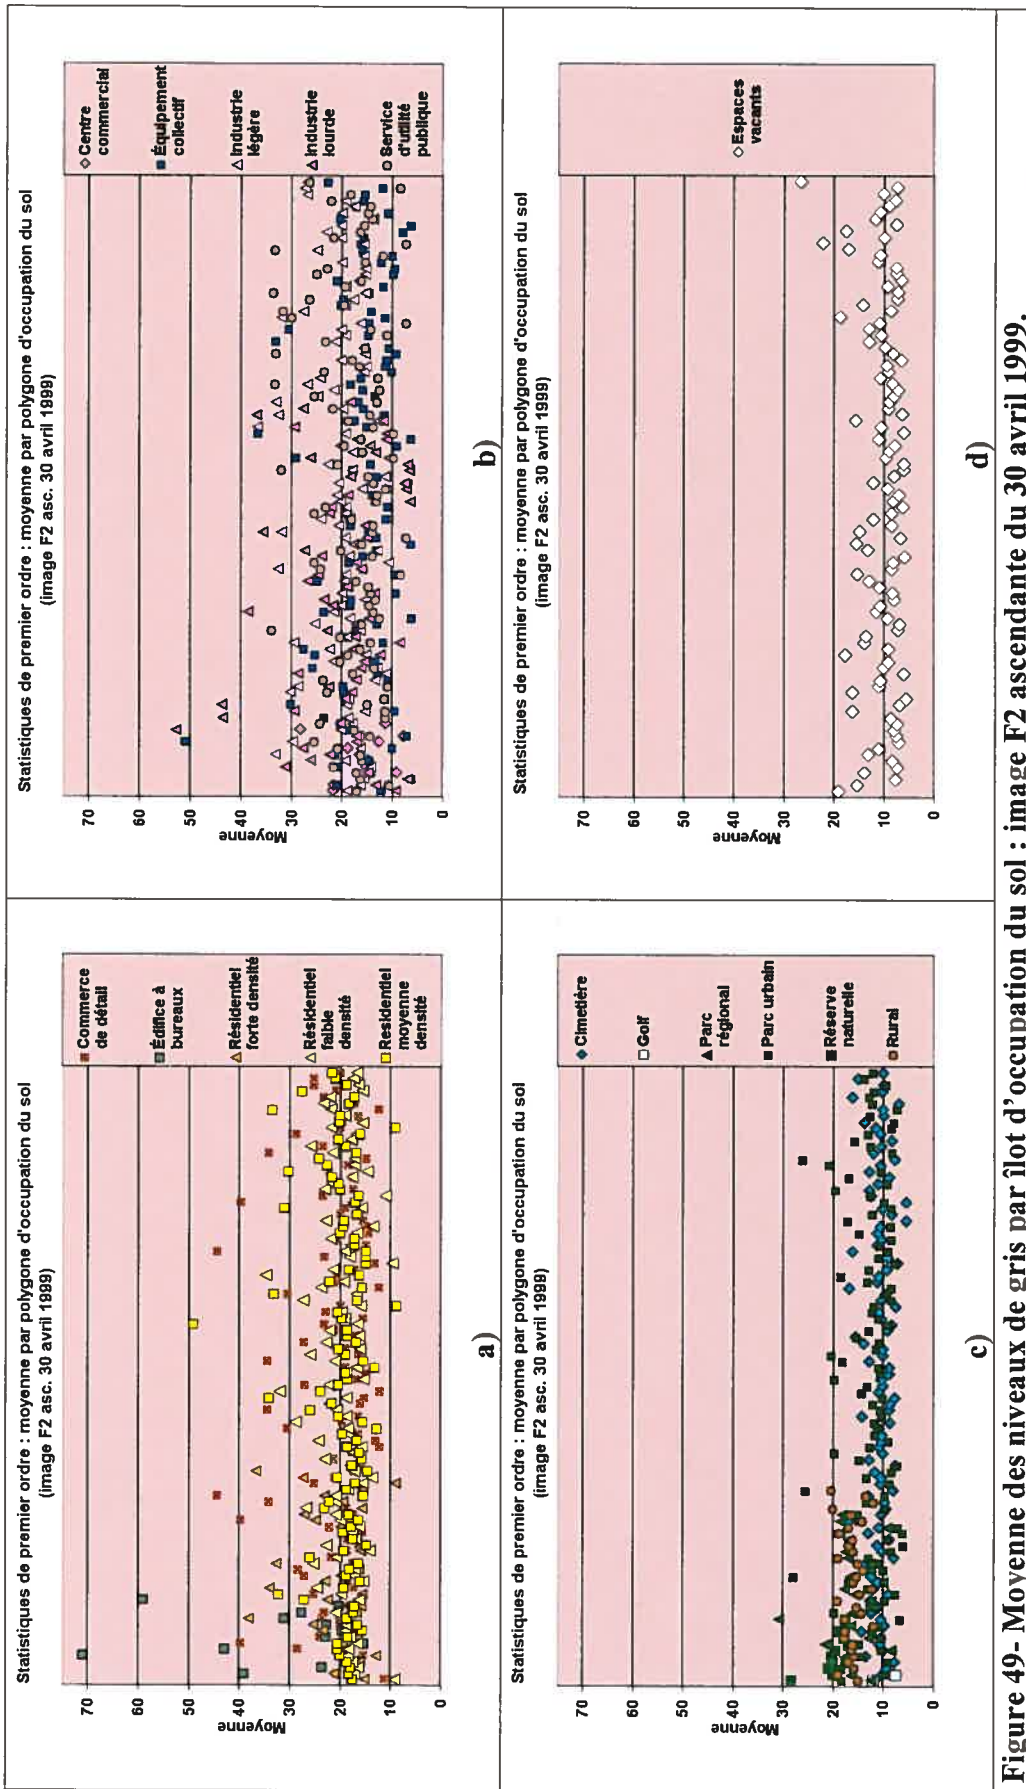 Statistiques de premier ordre : moyenne par polygone d'occupation du sol
(image F2 asc. 30 avril 1999)
Moyenne
70
60
50
40
30
20
10
0
Commerce
de détail
Édifice à
bureaux
Résidentiel
forte densité
Résidentiel
faible
densité
Residentiel
moyenne
densité
a)
Statistiques de premier ordre : moyenne par polygone d'occupation du sol
(image F2 asc. 30 avril 1999)
Moyenne
70
60
50
40
30
20
10
0
Centre
commercial
Équipement
collectif
Industrie
légère
Industrie
lourde
Service
d'utilité
publique
b)
Statistiques de premier ordre : moyenne par polygone d'occupation du sol
(image F2 asc. 30 avril 1999)
Moyenne
70
60
50
40
30
20
10
0
Cimetière
Golf
Parc
régional
Parc urbain
Réserve
naturelle
Rural
c)
Statistiques de premier ordre : moyenne par polygone d'occupation du sol
(image F2 asc. 30 avril 1999)
Moyenne
70
60
50
40
30
20
10
0
Espaces
vacants
d)
Figure 49- Moyenne des niveaux de gris par îlot d'occupation du sol : image F2 ascendante du 30 avril 1999.